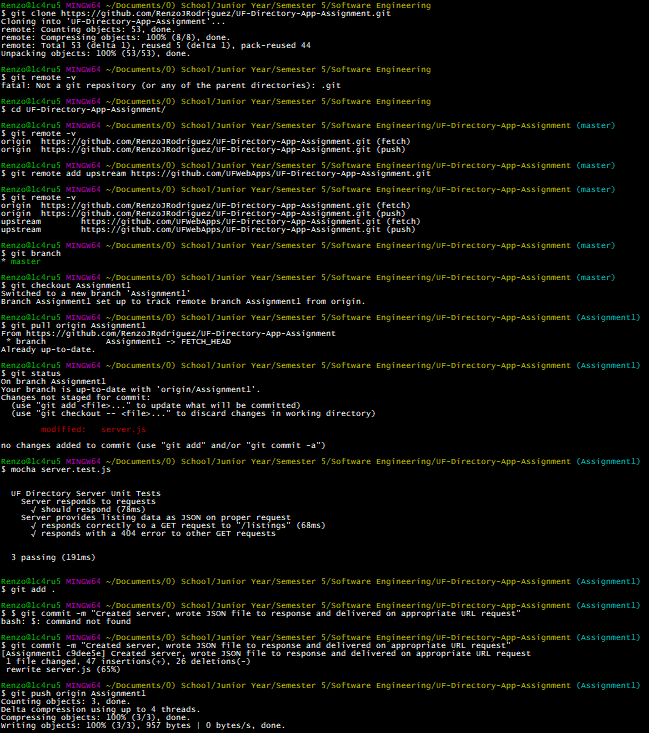 Renzo@lc4ru5 MINGW64 ~/Documents/O) School/Junior Year/Semester 5/Software Engineering
$ git clone https://github.com/RenzoJRodriguez/UF-Directory-App-Assignment.git
Cloning into 'UF-Directory-App-Assignment'...
remote: Counting objects: 53, done.
remote: Compressing objects: 100% (8/8), done.
remote: Total 53 (delta 1), reused 5 (delta 1), pack-reused 44
Unpacking objects: 100% (53/53), done.
Renzo@lc4ru5 MINGW64 ~/Documents/O) School/Junior Year/Semester 5/Software Engineering
$ git remote -v
fatal: Not a git repository (or any of the parent directories): .git
Renzo@lc4ru5 MINGW64 ~/Documents/O) School/Junior Year/Semester 5/Software Engineering
$ cd UF-Directory-App-Assignment/
Renzo@lc4ru5 MINGW64 ~/Documents/O) School/Junior Year/Semester 5/Software Engineering/UF-Directory-App-Assignment (master)
$ git remote -v
origin  https://github.com/RenzoJRodriguez/UF-Directory-App-Assignment.git (fetch)
origin  https://github.com/RenzoJRodriguez/UF-Directory-App-Assignment.git (push)
Renzo@lc4ru5 MINGW64 ~/Documents/O) School/Junior Year/Semester 5/Software Engineering/UF-Directory-App-Assignment (master)
$ git remote add upstream https://github.com/UFWebApps/UF-Directory-App-Assignment.git
Renzo@lc4ru5 MINGW64 ~/Documents/O) School/Junior Year/Semester 5/Software Engineering/UF-Directory-App-Assignment (master)
$ git remote -v
origin  https://github.com/RenzoJRodriguez/UF-Directory-App-Assignment.git (fetch)
origin  https://github.com/RenzoJRodriguez/UF-Directory-App-Assignment.git (push)
upstream        https://github.com/UFWebApps/UF-Directory-App-Assignment.git (fetch)
upstream        https://github.com/UFWebApps/UF-Directory-App-Assignment.git (push)
Renzo@lc4ru5 MINGW64 ~/Documents/O) School/Junior Year/Semester 5/Software Engineering/UF-Directory-App-Assignment (master)
$ git branch
* master
Renzo@lc4ru5 MINGW64 ~/Documents/O) School/Junior Year/Semester 5/Software Engineering/UF-Directory-App-Assignment (master)
$ git checkout Assignment1
Switched to a new branch 'Assignment1'
Branch Assignment1 set up to track remote branch Assignment1 from origin.
Renzo@lc4ru5 MINGW64 ~/Documents/O) School/Junior Year/Semester 5/Software Engineering/UF-Directory-App-Assignment (Assignment1)
$ git pull origin Assignment1
From https://github.com/RenzoJRodriguez/UF-Directory-App-Assignment
 * branch            Assignment1 -> FETCH_HEAD
Already up-to-date.
Renzo@lc4ru5 MINGW64 ~/Documents/O) School/Junior Year/Semester 5/Software Engineering/UF-Directory-App-Assignment (Assignment1)
$ git status
On branch Assignment1
Your branch is up-to-date with 'origin/Assignment1'.
Changes not staged for commit:
  (use "git add <file>..." to update what will be committed)
  (use "git checkout -- <file>..." to discard changes in working directory)
        modified:   server.js
no changes added to commit (use "git add" and/or "git commit -a")
Renzo@lc4ru5 MINGW64 ~/Documents/O) School/Junior Year/Semester 5/Software Engineering/UF-Directory-App-Assignment (Assignment1)
$ mocha server.test.js
  UF Directory Server Unit Tests
    Server responds to requests
      √ should respond (78ms)
    Server provides listing data as JSON on proper request
      √ responds correctly to a GET request to "/listings" (68ms)
      √ responds with a 404 error to other GET requests
  3 passing (191ms)
Renzo@lc4ru5 MINGW64 ~/Documents/O) School/Junior Year/Semester 5/Software Engineering/UF-Directory-App-Assignment (Assignment1)
$ git add .
Renzo@lc4ru5 MINGW64 ~/Documents/O) School/Junior Year/Semester 5/Software Engineering/UF-Directory-App-Assignment (Assignment1)
$ $ git commit -m "Created server, wrote JSON file to response and delivered on appropriate URL request"
bash: $: command not found
Renzo@lc4ru5 MINGW64 ~/Documents/O) School/Junior Year/Semester 5/Software Engineering/UF-Directory-App-Assignment (Assignment1)
$ git commit -m "Created server, wrote JSON file to response and delivered on appropriate URL request"
[Assignment1 c9dee5e] Created server, wrote JSON file to response and delivered on appropriate URL request
 1 file changed, 47 insertions(+), 26 deletions(-)
 rewrite server.js (65%)
Renzo@lc4ru5 MINGW64 ~/Documents/O) School/Junior Year/Semester 5/Software Engineering/UF-Directory-App-Assignment (Assignment1)
$ git push origin Assignment1
Counting objects: 3, done.
Delta compression using up to 4 threads.
Compressing objects: 100% (3/3), done.
Writing objects: 100% (3/3), 957 bytes | 0 bytes/s, done.